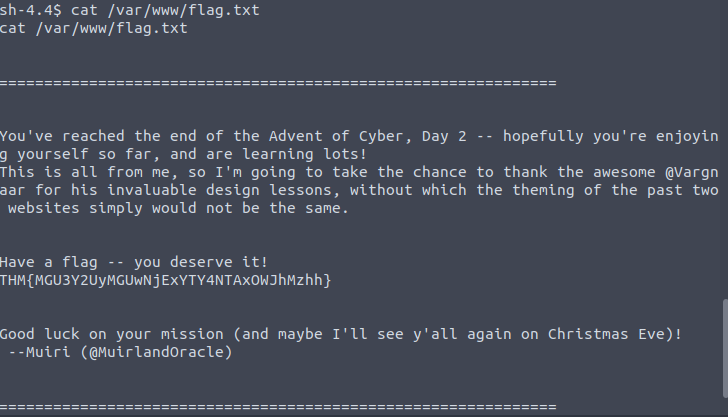 sh-4.4$ cat /var/www/flag.txt
cat /var/www/flag.txt
==============================================================
You've reached the end of the Advent of Cyber, Day 2 -- hopefully you're enjoyin
g yourself so far, and are learning lots!
This is all from me, so I'm going to take the chance to thank the awesome @Vargn
aar for his invaluable design lessons, without which the theming of the past two
 websites simply would not be the same.
Have a flag -- you deserve it!
THM{MGU3Y2UyMGUwNjExYTY4NTAxOWJhMzhh}
Good luck on your mission (and maybe I'll see y'all again on Christmas Eve)!
 --Muiri (@MuirlandOracle)
==============================================================